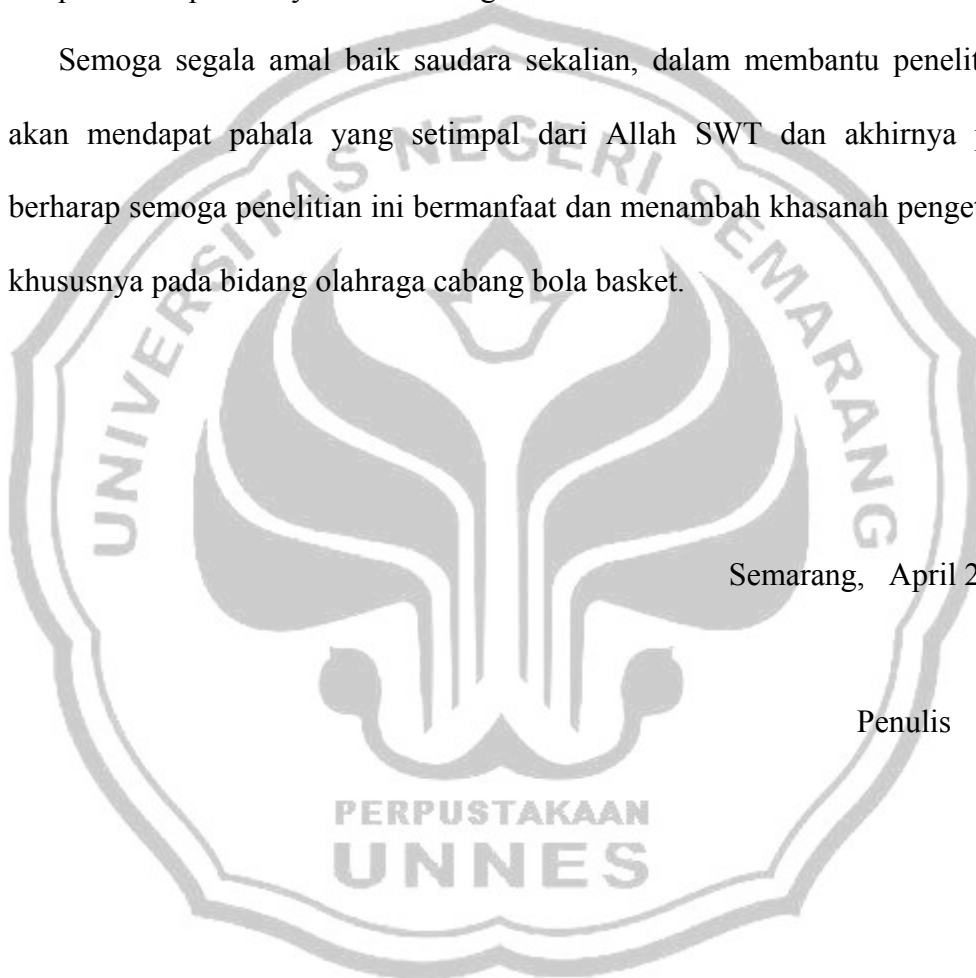 Semoga segala amal baik saudara sekalian, dalam membantu penelit
akan mendapat pahala yang setimpal dari Allah SWT dan akhirnya
berharap semoga penelitian ini bermanfaat dan menambah khasanah penget
khususnya pada bidang olahraga cabang bola basket.
UNIVERSITAS NEGERI SEMARANG
Semarang, April 2
Penulis
PERPUSTAKAAN
UNNES